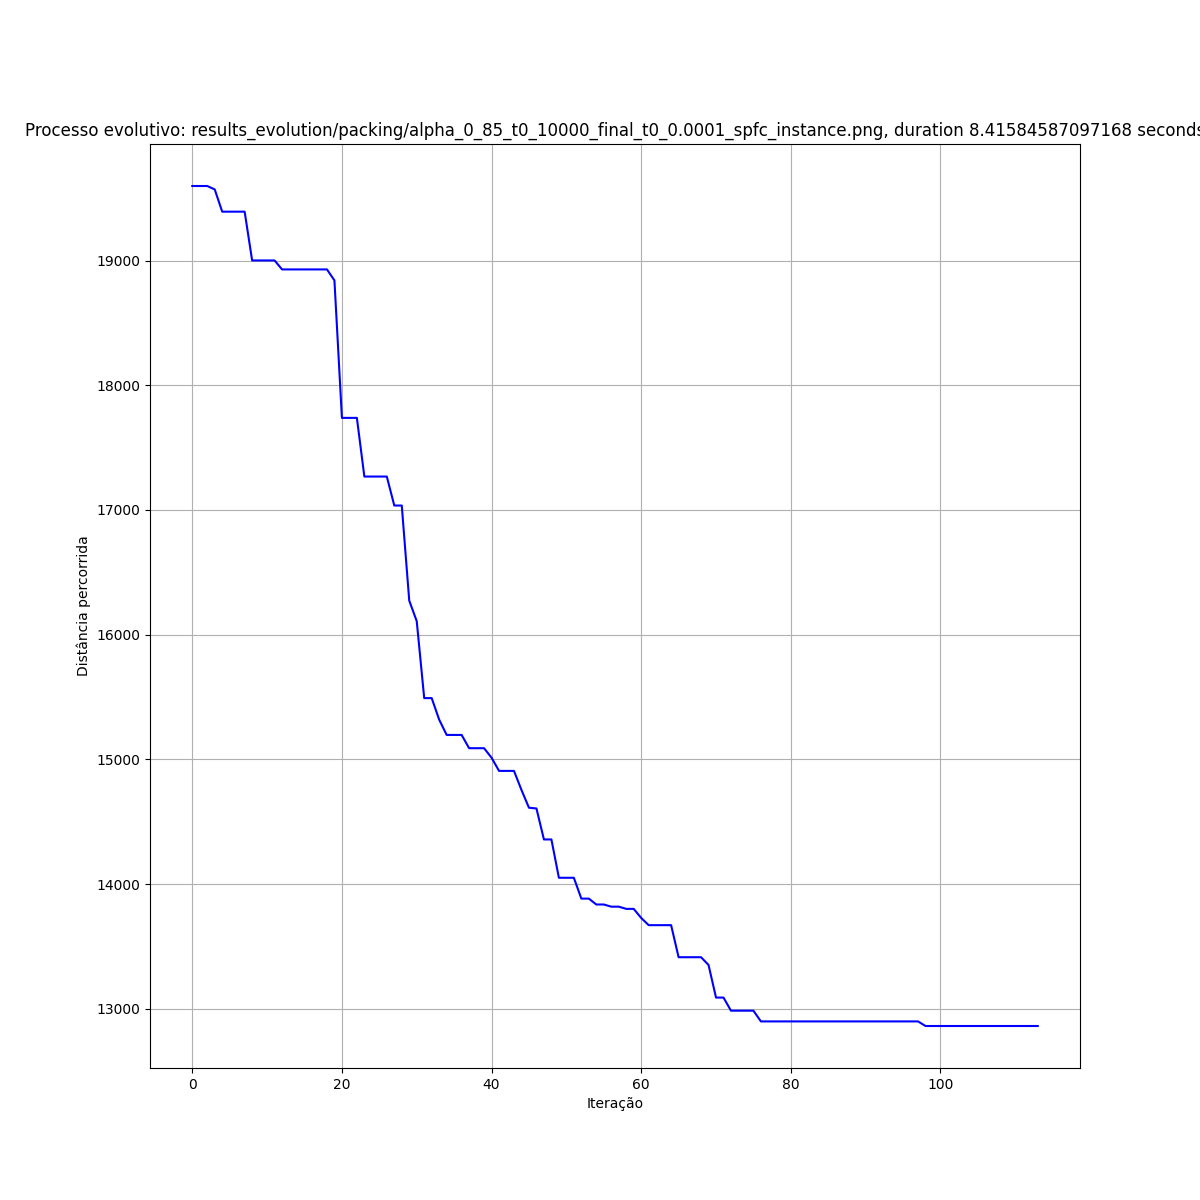 Processo evolutivo: results_evolution/packing/alpha_0_85_t0_10000_final_t0_0.0001_spfc_instance.png, duration 8.41584587097168 seconds
19000
18000
17000
16000
15000
14000
13000
Distância percorrida
0 20 40 60 80 100
Iteração